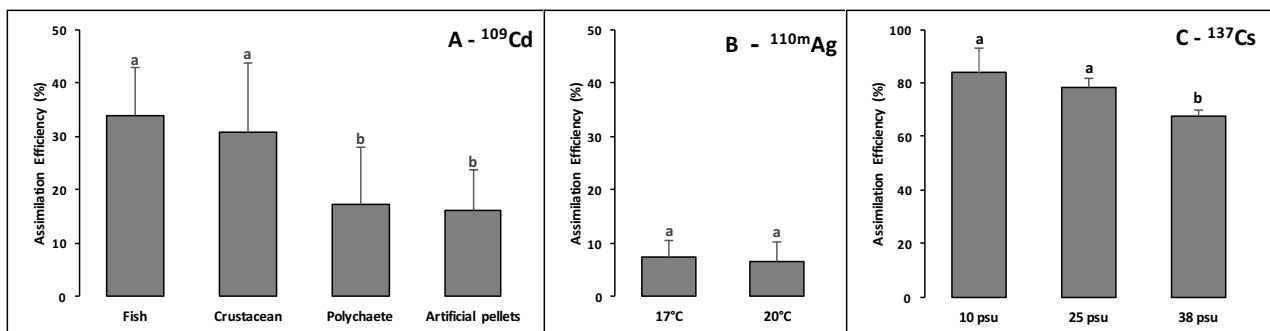 A - 109Cd
Assimilation Efficiency (%)
50
40
30
20
10
0
a
a
b
b
Fish
Crustacean
Polychaete
Artificial pellets
B - 110mAg
Assimilation Efficiency (%)
50
40
30
20
10
0
a
a
17°C
20°C
C - 137Cs
Assimilation Efficiency (%)
100
80
60
40
20
0
a
a
b
10 psu
25 psu
38 psu